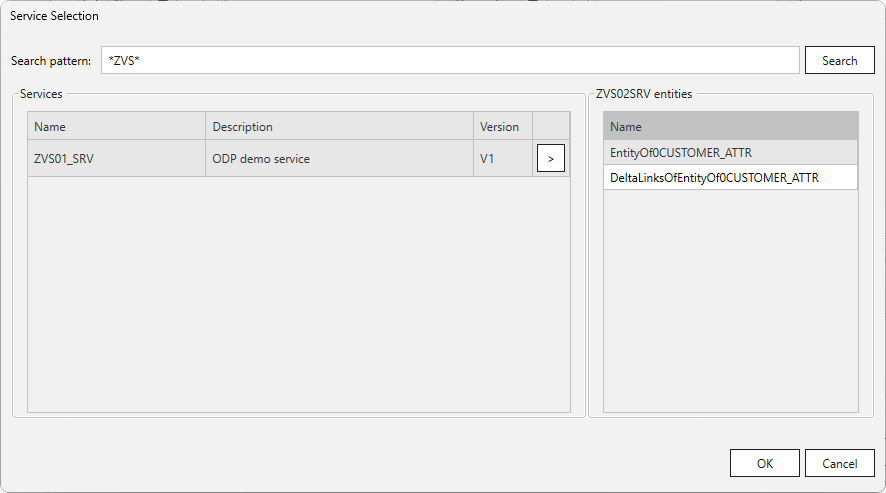 Service Selection
Search pattern: *ZVS* Search
Services
Name Description Version
ZVS01_SRV ODP demo service V1 >
ZVS02SRV entities
Name
EntityOf0CUSTOMER_ATTR
DeltaLinksOfEntityOf0CUSTOMER_ATTR
OK Cancel